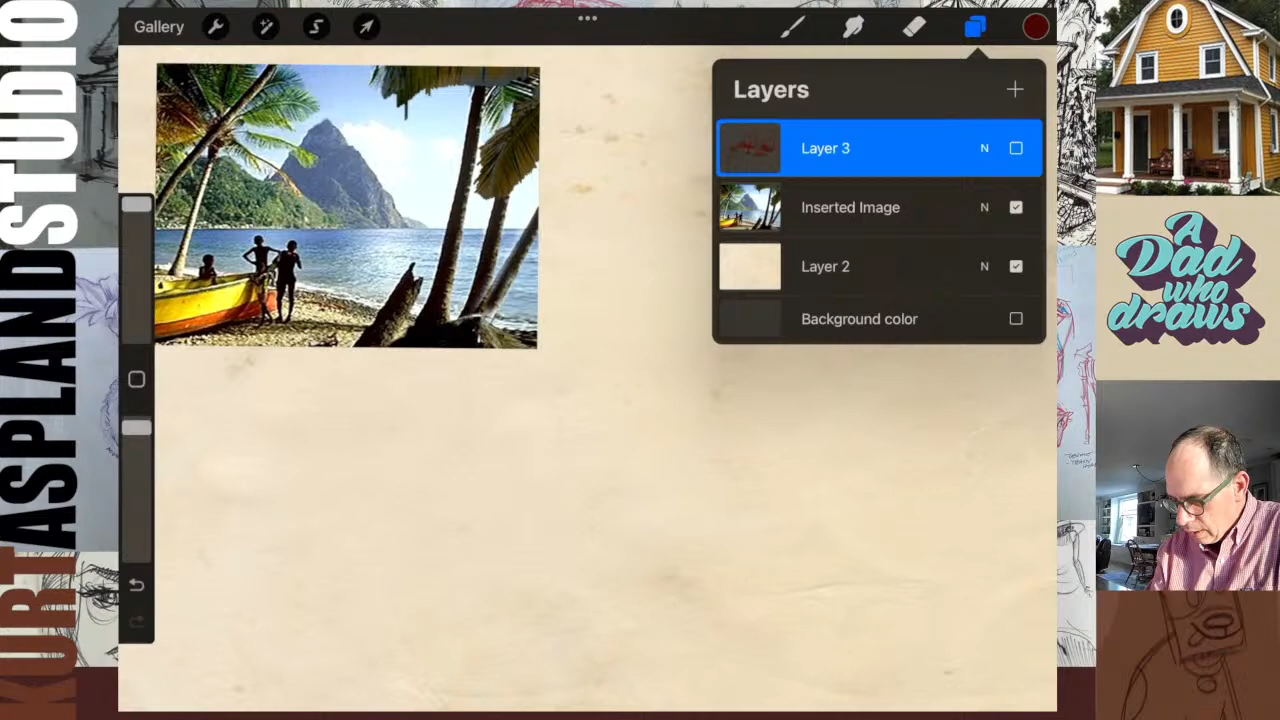 KURT ASPLAND STUDIO
Gallery
Layers
Layer 3 N
Inserted Image N
Layer 2 N
Background color
A
Dad
who
draws